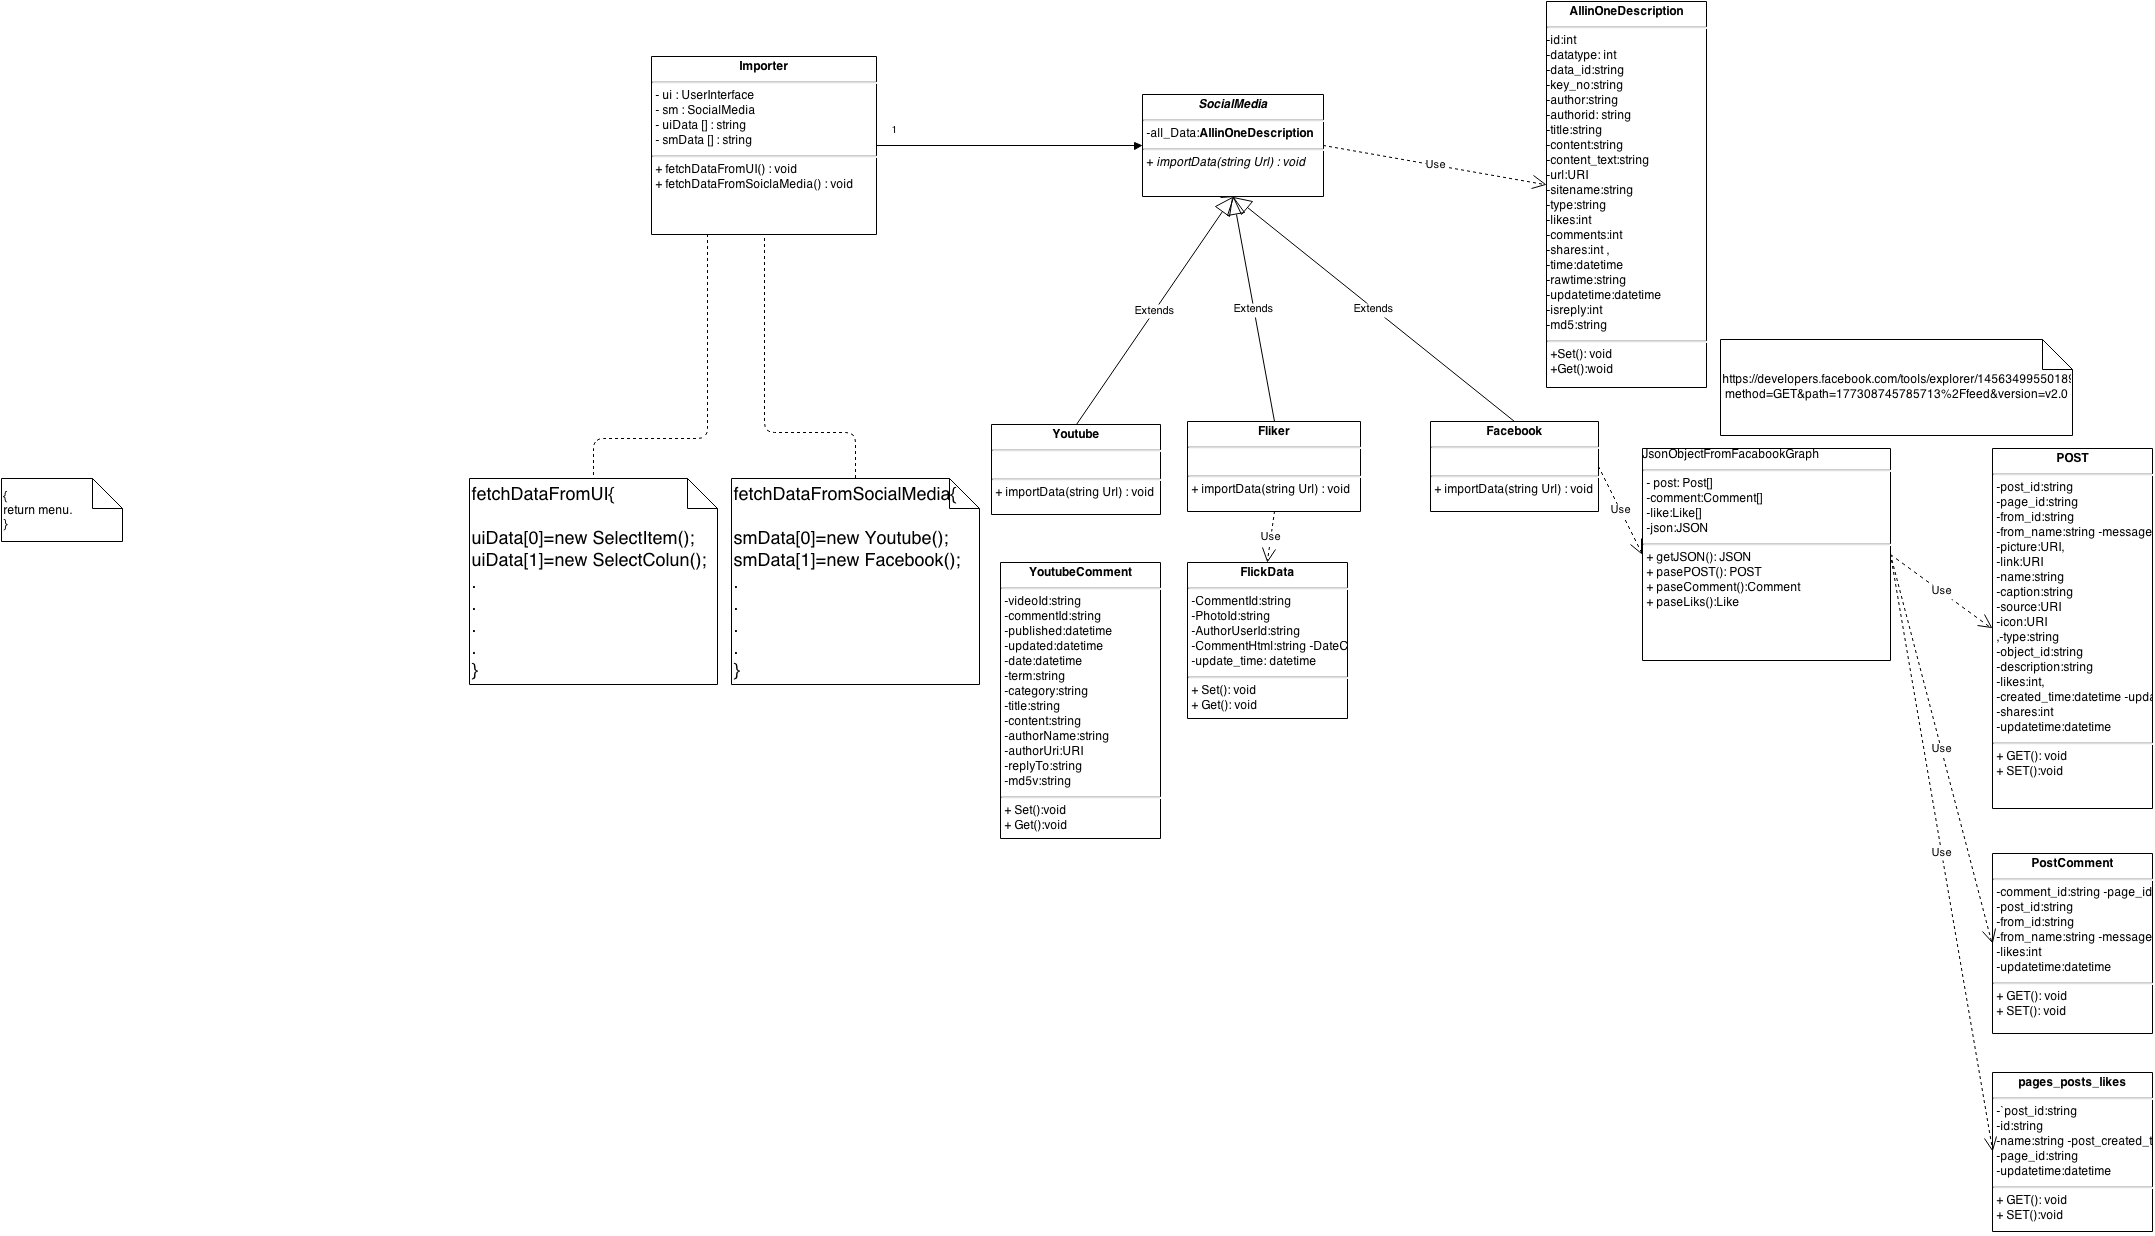 Importer
- ui : UserInterface
- sm : SocialMedia
- uiData [] : string
- smData [] : string
+ fetchDataFromUI() : void
+ fetchDataFromSoiclaMedia() : void
1
SocialMedia
-all_Data:AllinOneDescription
+ importData(string Url) : void
Use
AllinOneDescription
-id:int
-datatype: int
-data_id:string
-key_no:string
-author:string
-authorid: string
-title:string
-content:string
-content_text:string
-url:URI
-sitename:string
-type:string
-likes:int
-comments:int
-shares:int ,
-time:datetime
-rawtime:string
-updatetime:datetime
-isreply:int
-md5:string
+Set(): void
+Get():woid
Extends
Extends
Extends
https://developers.facebook.com/tools/explorer/14563499550189
method=GET&path=177308745785713%2Ffeed&version=v2.0
{
return menu.
}
fetchDataFromUI{
uiData[0]=new SelectItem();
uiData[1]=new SelectColun();
.
.
.
.
}
fetchDataFromSocialMedia{
smData[0]=new Youtube();
smData[1]=new Facebook();
.
.
.
.
}
Youtube
+ importData(string Url) : void
Fliker
+ importData(string Url) : void
Use
Facebook
+ importData(string Url) : void
Use
YoutubeComment
-videoId:string
-commentId:string
-published:datetime
-updated:datetime
-date:datetime
-term:string
-category:string
-title:string
-content:string
-authorName:string
-authorUri:URI
-replyTo:string
-md5v:string
+ Set():void
+ Get():void
FlickData
-CommentId:string
-PhotoId:string
-AuthorUserId:string
-CommentHtml:string -DateC
-update_time: datetime
+ Set(): void
+ Get(): void
JsonObjectFromFacabookGraph
- post: Post[]
-comment:Comment[]
-like:Like[]
-json:JSON
+ getJSON(): JSON
+ pasePOST(): POST
+ paseComment():Comment
+ paseLiks():Like
Use
Use
Use
POST
-post_id:string
-page_id:string
-from_id:string
-from_name:string -message
-picture:URI,
-link:URI
-name:string
-caption:string
-source:URI
-icon:URI
,-type:string
-object_id:string
-description:string
-likes:int,
-created_time:datetime -upda
-shares:int
-updatetime:datetime
+ GET(): void
+ SET():void
PostComment
-comment_id:string -page_id
-post_id:string
-from_id:string
-from_name:string -message
-likes:int
-updatetime:datetime
+ GET(): void
+ SET(): void
pages_posts_likes
-`post_id:string
-id:string
-name:string -post_created_t
-page_id:string
-updatetime:datetime
+ GET(): void
+ SET():void